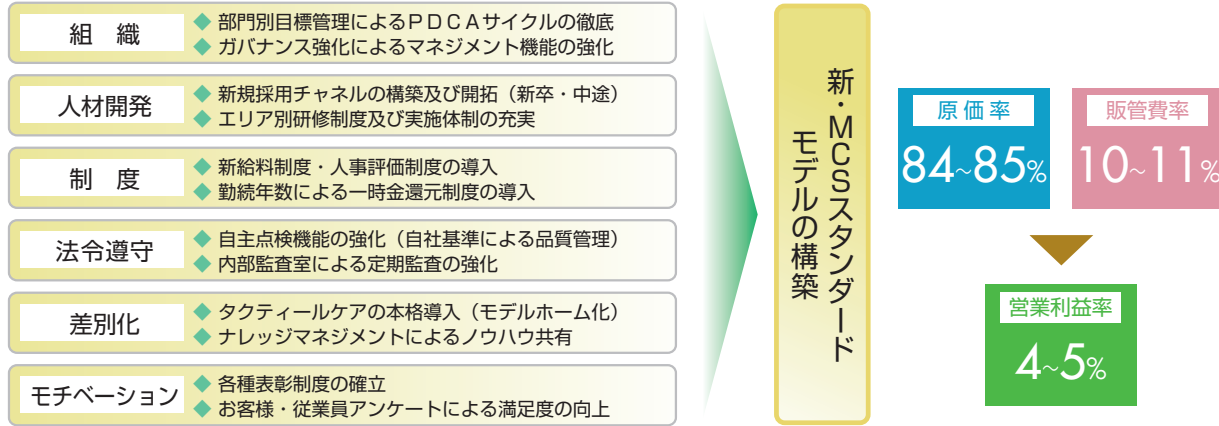 組　織
◆ 部門別目標管理によるＰＤＣＡサイクルの徹底
◆ ガバナンス強化によるマネジメント機能の強化
人材開発
◆ 新規採用チャネルの構築及び開拓（新卒・中途）
◆ エリア別研修制度及び実施体制の充実
制　度
◆ 新給料制度・人事評価制度の導入
◆ 勤続年数による一時金還元制度の導入
法令遵守
◆ 自主点検機能の強化（自社基準による品質管理）
◆ 内部監査室による定期監査の強化
差別化
◆ タクティールケアの本格導入（モデルホーム化）
◆ ナレッジマネジメントによるノウハウ共有
モチベーション
◆ 各種表彰制度の確立
◆ お客様・従業員アンケートによる満足度の向上
新・ＭＣＳスタンダード
モデルの構築
原価率
84~85%
販管費率
10~11%
営業利益率
4~5%